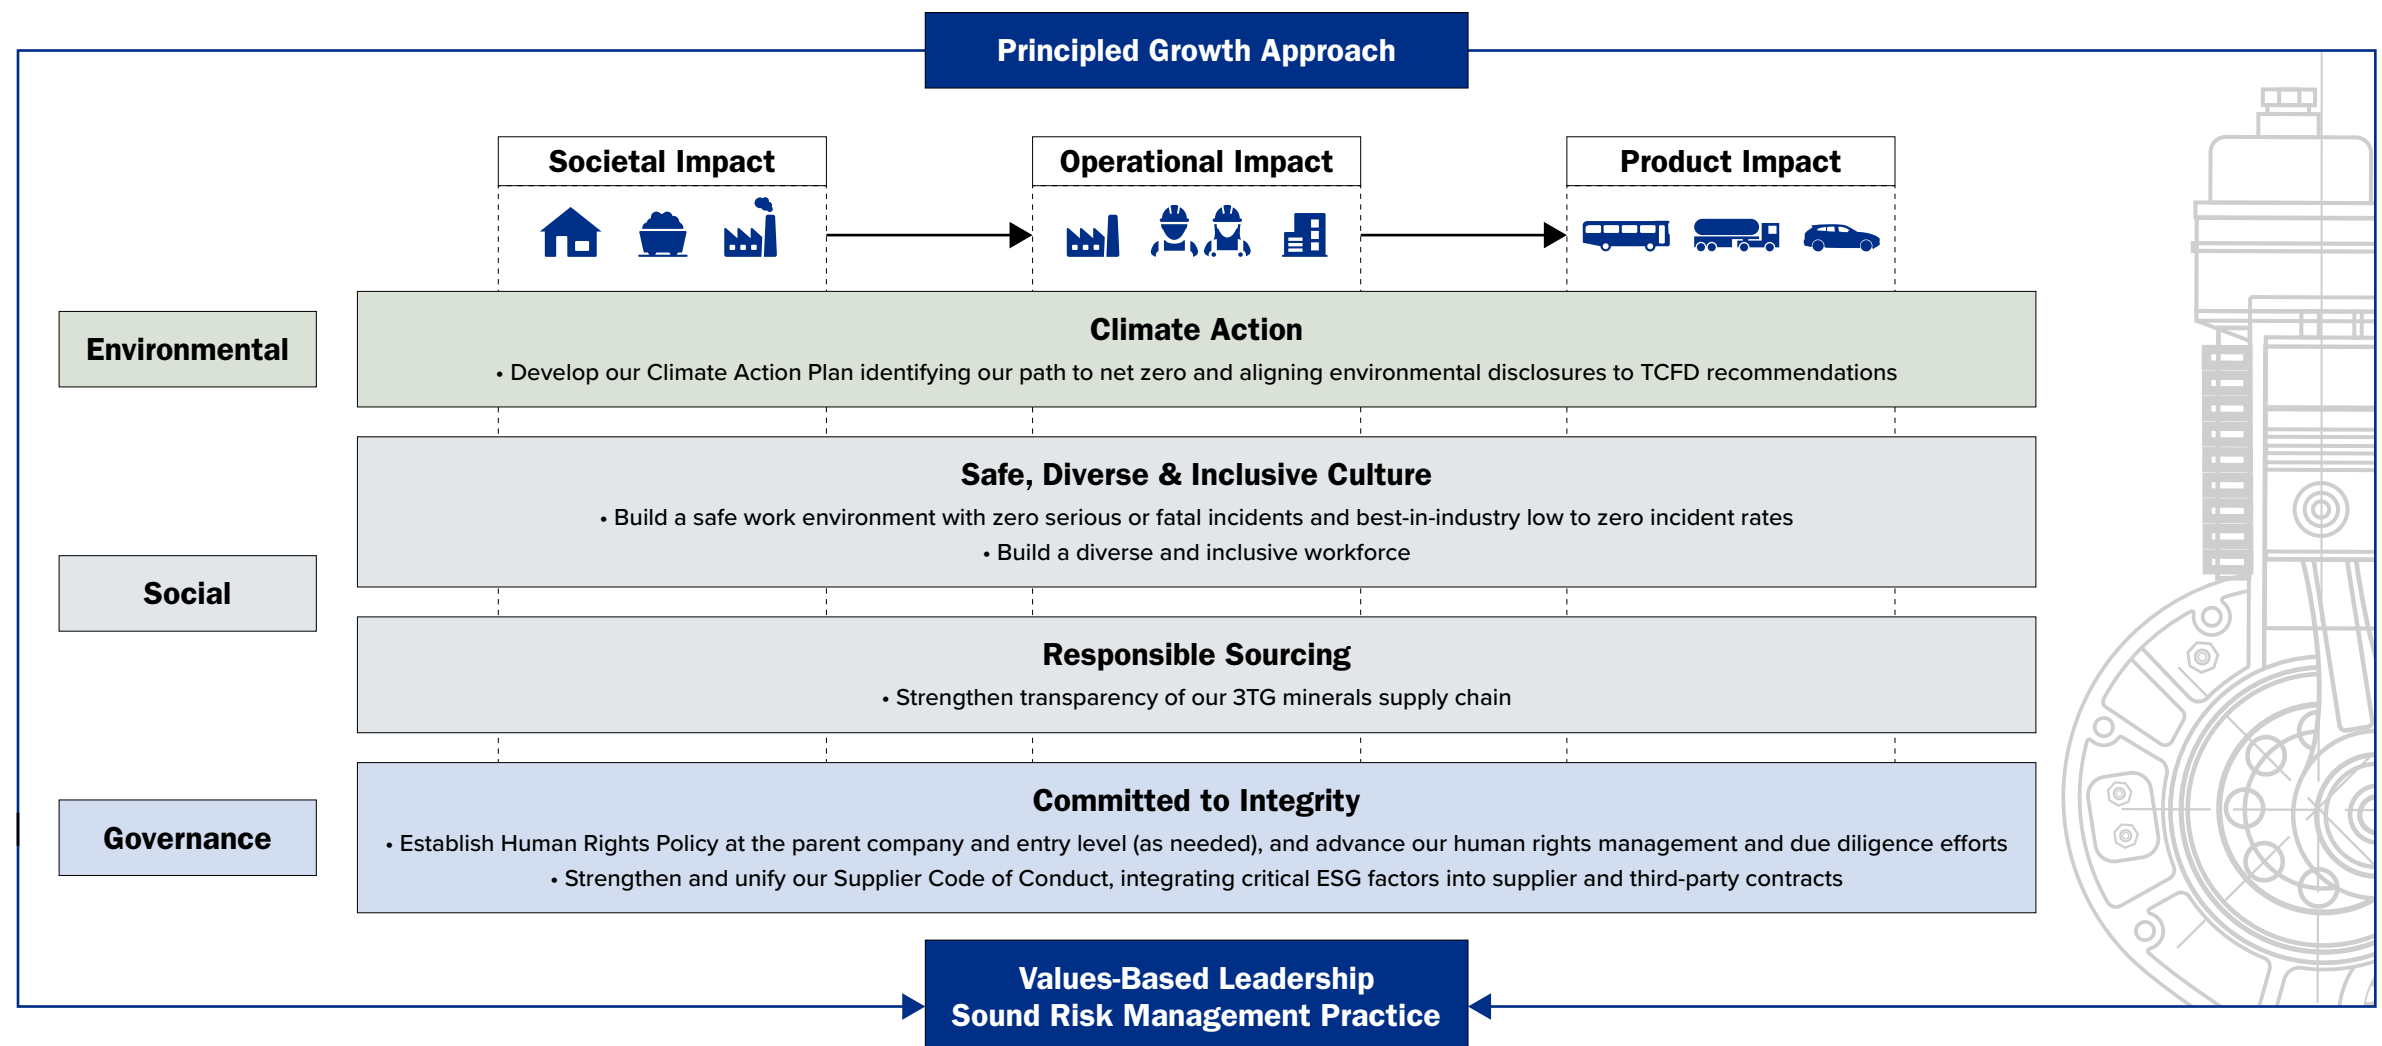 Principled Growth Approach
Societal Impact
Operational Impact
Product Impact
Environmental
Climate Action
• Develop our Climate Action Plan identifying our path to net zero and aligning environmental disclosures to TCFD recommendations
Social
Safe, Diverse & Inclusive Culture
• Build a safe work environment with zero serious or fatal incidents and best-in-industry low to zero incident rates
• Build a diverse and inclusive workforce
Responsible Sourcing
• Strengthen transparency of our 3TG minerals supply chain
Governance
Committed to Integrity
• Establish Human Rights Policy at the parent company and entry level (as needed), and advance our human rights management and due diligence efforts
• Strengthen and unify our Supplier Code of Conduct, integrating critical ESG factors into supplier and third-party contracts
Values-Based Leadership
Sound Risk Management Practice